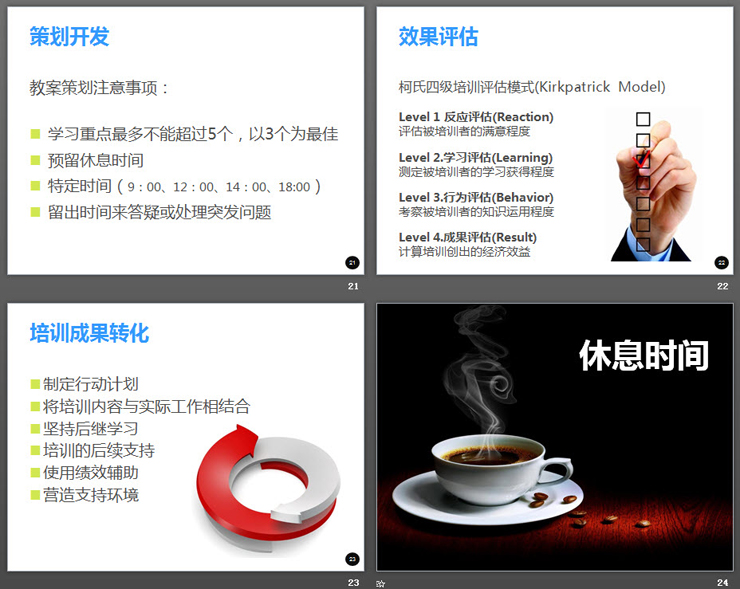 策划开发
教案策划注意事项：
学习重点最多不能超过5个，以3个为最佳
预留休息时间
特定时间（9：00、12：00、14：00、18:00）
留出时间来答疑或处理突发问题
21
21
效果评估
柯氏四级培训评估模式(Kirkpatrick Model)
Level 1 反应评估(Reaction)
评估被培训者的满意程度
Level 2.学习评估(Learning)
测定被培训者的学习获得程度
Level 3.行为评估(Behavior)
考察被培训者的知识运用程度
Level 4.成果评估(Result)
计算培训创出的经济效益
22
22
培训成果转化
制定行动计划
将培训内容与实际工作相结合
坚持后继学习
培训的后续支持
使用绩效辅助
营造支持环境
23
23
休息时间
24